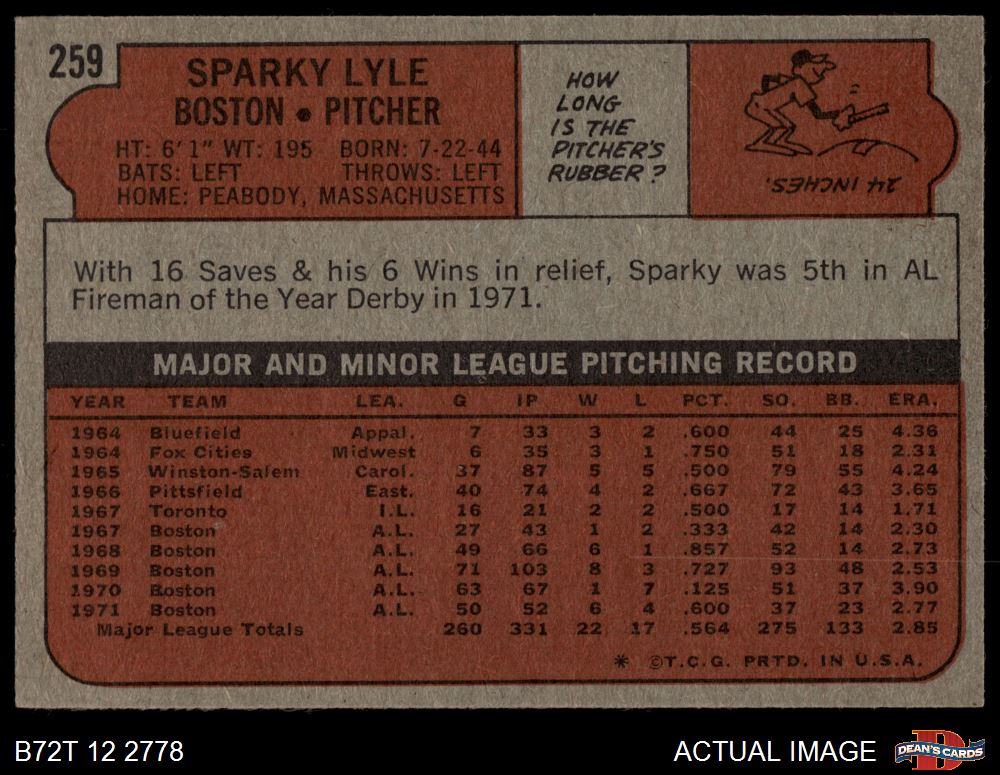 259
SPARKY LYLE
BOSTON • PITCHER
HT: 6'1" WT: 195 BORN: 7-22-44
BATS: LEFT THROWS: LEFT
HOME: PEABODY, MASSACHUSETTS
HOW
LONG
IS THE
PITCHER'S
RUBBER?
24 INCHES.
With 16 Saves & his 6 Wins in relief, Sparky was 5th in AL
Fireman of the Year Derby in 1971.
MAJOR AND MINOR LEAGUE PITCHING RECORD
YEAR TEAM LEA. G IP W L PCT. SO. BB. ERA.
1964 Bluefield Appal. 7 33 3 2 .600 44 25 4.36
1964 Fox Cities Midwest 6 35 3 1 .750 51 18 2.31
1965 Winston-Salem Carol. 37 87 5 5 .500 79 55 4.24
1966 Pittsfield East. 40 74 4 2 .667 72 43 3.65
1967 Toronto I.L. 16 21 2 2 .500 17 14 1.71
1967 Boston A.L. 27 43 1 2 .333 42 14 2.30
1968 Boston A.L. 49 66 6 1 .857 52 14 2.73
1969 Boston A.L. 71 103 8 3 .727 93 48 2.53
1970 Boston A.L. 63 67 1 7 .125 51 37 3.90
1971 Boston A.L. 50 52 6 4 .600 37 23 2.77
Major League Totals 260 331 22 17 .564 275 133 2.85
* ©T.C.G. PRTD. IN U.S.A.
B72T 12 2778
ACTUAL IMAGE
DEAN'S CARDS